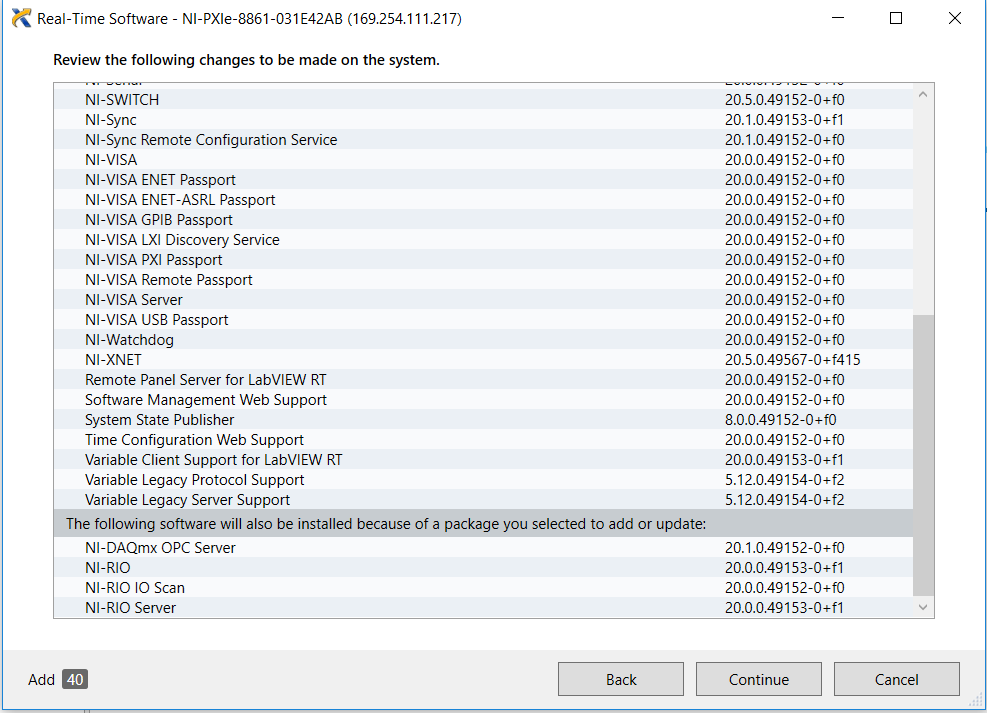 Real-Time Software - NI-PXIe-8861-031E42AB (169.254.111.217)
Review the following changes to be made on the system.
NI-SWITCH 20.5.0.49152-0+f0
NI-Sync 20.1.0.49153-0+f1
NI-Sync Remote Configuration Service 20.1.0.49152-0+f0
NI-VISA 20.0.0.49152-0+f0
NI-VISA ENET Passport 20.0.0.49152-0+f0
NI-VISA ENET-ASRL Passport 20.0.0.49152-0+f0
NI-VISA GPIB Passport 20.0.0.49152-0+f0
NI-VISA LXI Discovery Service 20.0.0.49152-0+f0
NI-VISA PXI Passport 20.0.0.49152-0+f0
NI-VISA Remote Passport 20.0.0.49152-0+f0
NI-VISA Server 20.0.0.49152-0+f0
NI-VISA USB Passport 20.0.0.49152-0+f0
NI-Watchdog 20.0.0.49152-0+f0
NI-XNET 20.5.0.49567-0+f415
Remote Panel Server for LabVIEW RT 20.0.0.49152-0+f0
Software Management Web Support 20.0.0.49152-0+f0
System State Publisher 8.0.0.49152-0+f0
Time Configuration Web Support 20.0.0.49152-0+f0
Variable Client Support for LabVIEW RT 20.0.0.49153-0+f1
Variable Legacy Protocol Support 5.12.0.49154-0+f2
Variable Legacy Server Support 5.12.0.49154-0+f2
The following software will also be installed because of a package you selected to add or update:
NI-DAQmx OPC Server 20.1.0.49152-0+f0
NI-RIO 20.0.0.49153-0+f1
NI-RIO IO Scan 20.0.0.49152-0+f0
NI-RIO Server 20.0.0.49153-0+f1
Add 40 Back Continue Cancel